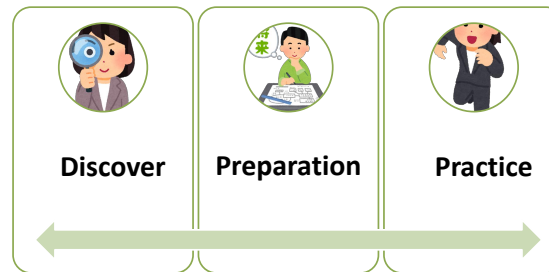 将
来
Discover
Preparation
Practice